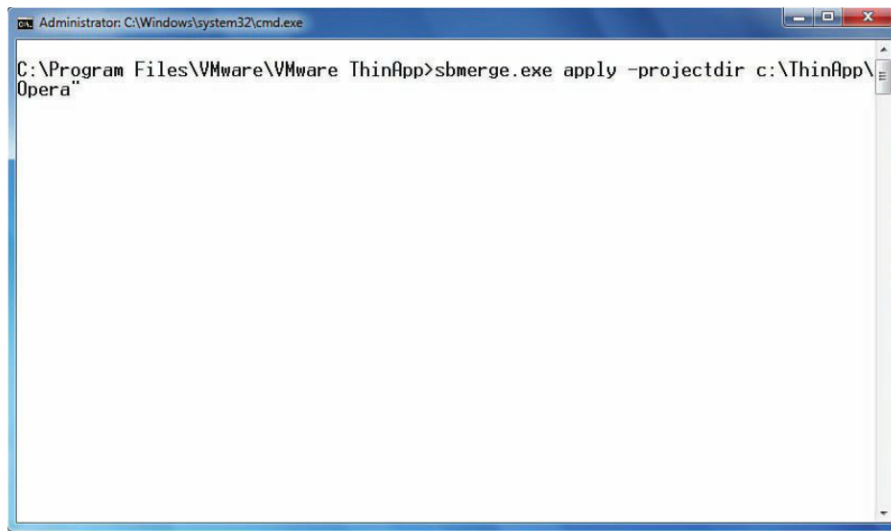 Administrator: C:\Windows\system32\cmd.exe
C:\Program Files\VMware\VMware ThinApp>sbmerge.exe apply -projectdir c:\ThinApp\
Opera"